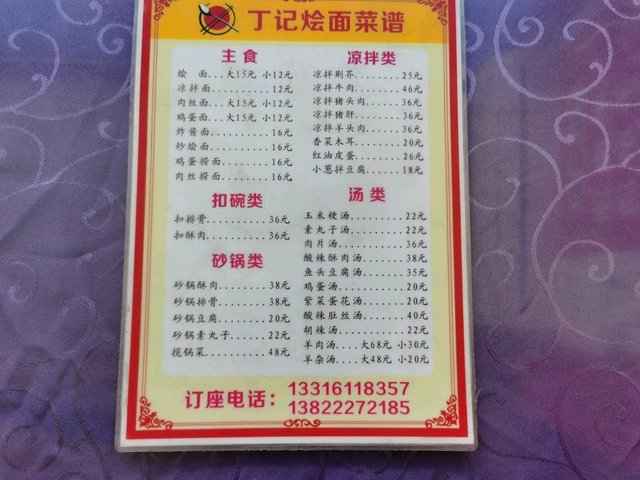 丁记烩面菜谱
主食
烩 面...大15元 小12元
凉拌面..........12元
肉丝面...大15元 小12元
鸡蛋面...大15元 小12元
炸酱面..........16元
炒烩面..........16元
鸡蛋捞面........16元
肉丝捞面........16元
扣碗类
扣排骨..........36元
扣酥肉..........36元
砂锅类
砂锅酥肉........38元
砂锅排骨........38元
砂锅豆腐........20元
砂锅素丸子......22元
揽锅菜..........48元
凉拌类
凉拌荆芥........25元
凉拌牛肉........46元
凉拌猪头肉......36元
凉拌猪肝........36元
凉拌羊头肉......36元
香菜木耳........20元
红油皮蛋........26元
小葱拌豆腐......18元
汤类
玉米梗汤........22元
素丸子汤........22元
肉片汤..........36元
酸辣酥肉汤......38元
鱼头豆腐汤......35元
鸡蛋汤..........20元
紫菜蛋花汤......20元
酸辣肚丝汤......40元
胡辣汤..........22元
羊肉汤....大68元 小30元
羊杂汤....大48元 小20元
订座电话：
13316118357
13822272185